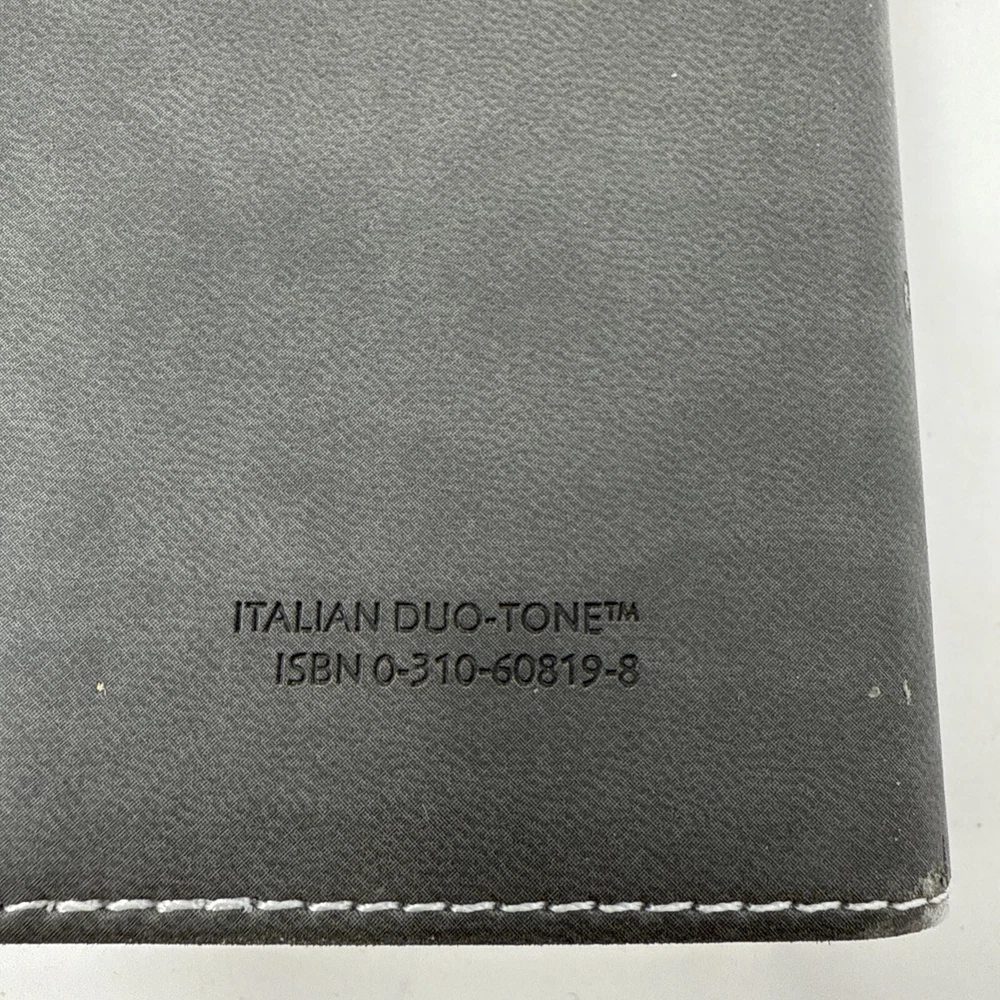 ITALIAN DUO-TONE™
ISBN 0-310-60819-8